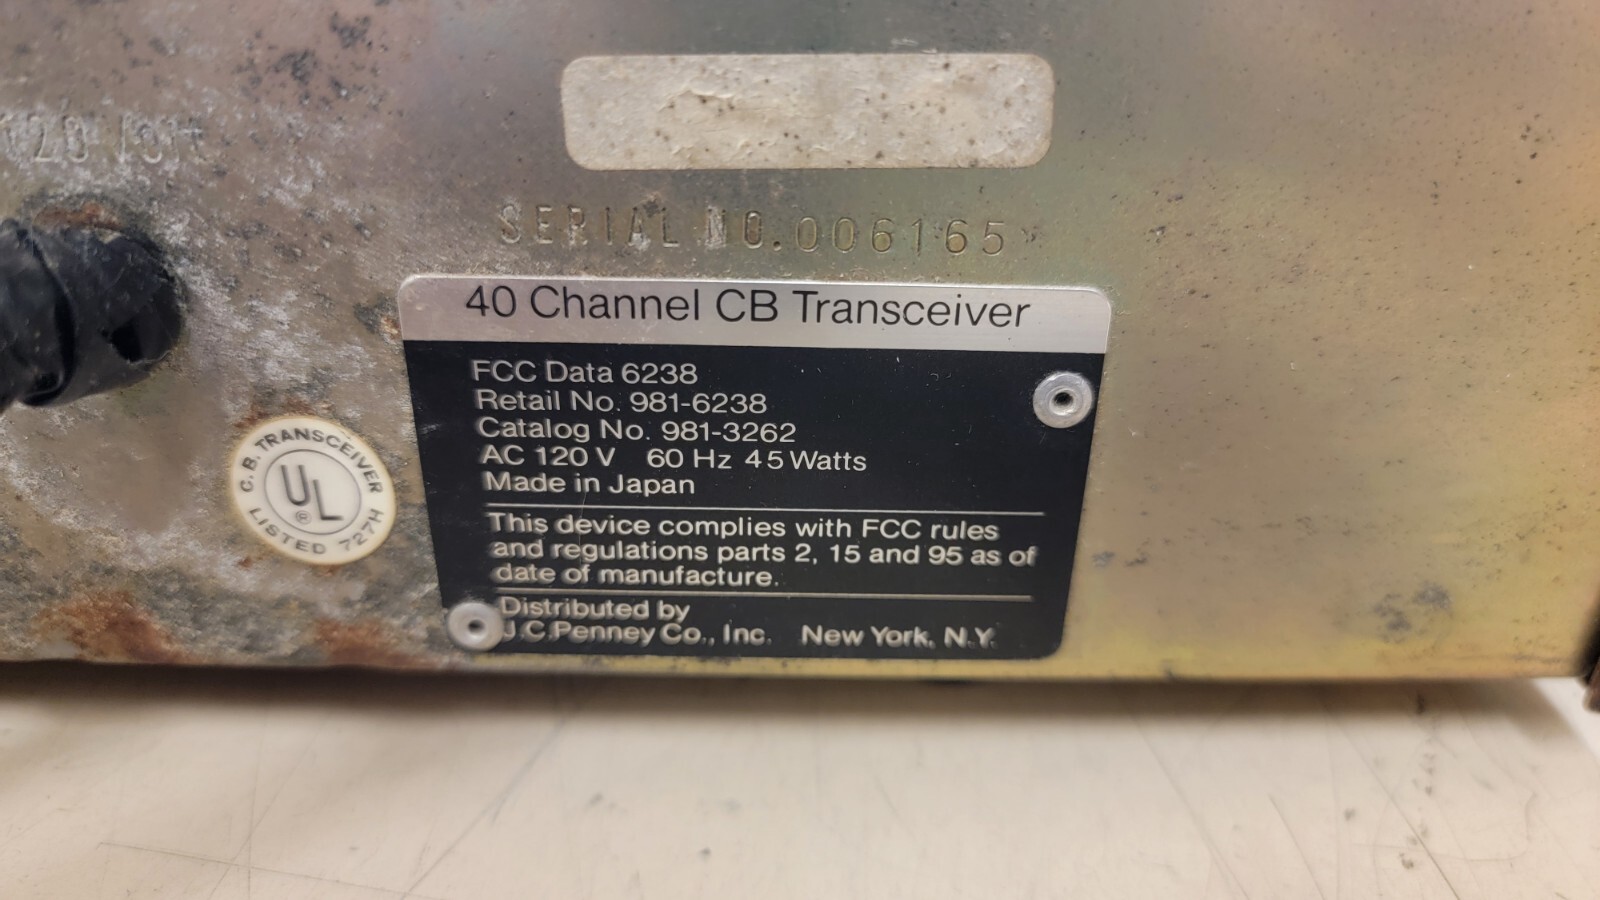 120 Volt
SERIAL NO. 006165
40 Channel CB Transceiver
FCC Data 6238
Retail No. 981-6238
Catalog No. 981-3262
AC 120 V 60 Hz 45 Watts
Made in Japan
This device complies with FCC rules
and regulations parts 2, 15 and 95 as of
date of manufacture.
Distributed by
J.C.Penney Co., Inc. New York, N.Y.
C.B. TRANSCEIVER
UL
®
LISTED 727H